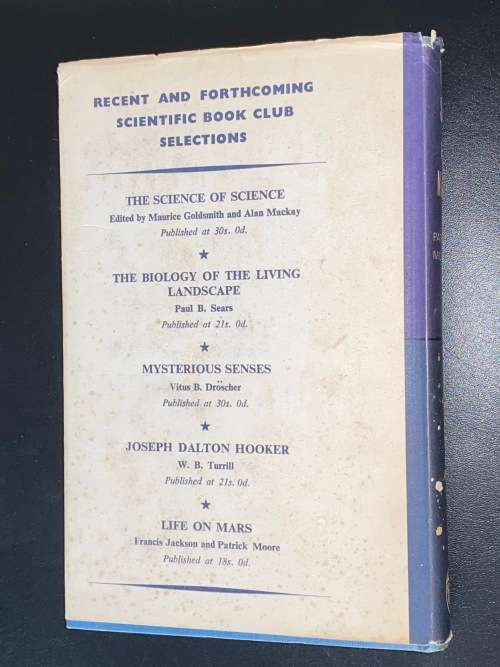 RECENT AND FORTHCOMING
SCIENTIFIC BOOK CLUB
SELECTIONS
THE SCIENCE OF SCIENCE
Edited by Maurice Goldsmith and Alan Mackay
Published at 30s. 0d.
THE BIOLOGY OF THE LIVING
LANDSCAPE
Paul B. Sears
Published at 21s. 0d.
MYSTERIOUS SENSES
Vitus B. Dröscher
Published at 30s. 0d.
JOSEPH DALTON HOOKER
W. B. Turrill
Published at 21s. 0d.
LIFE ON MARS
Francis Jackson and Patrick Moore
Published at 18s. 0d.